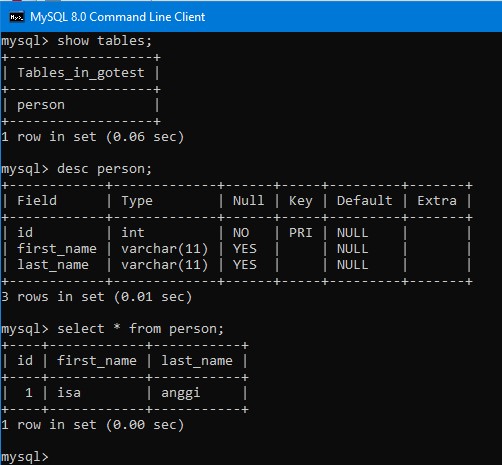 MySQL 8.0 Command Line Client
mysql> show tables;
+------------------+
| Tables_in_gotest |
+------------------+
| person           |
+------------------+
1 row in set (0.06 sec)
mysql> desc person;
+------------+-------------+------+-----+---------+-------+
| Field      | Type        | Null | Key | Default | Extra |
+------------+-------------+------+-----+---------+-------+
| id         | int         | NO   | PRI | NULL    |       |
| first_name | varchar(11) | YES  |     | NULL    |       |
| last_name  | varchar(11) | YES  |     | NULL    |       |
+------------+-------------+------+-----+---------+-------+
3 rows in set (0.01 sec)
mysql> select * from person;
+----+------------+-----------+
| id | first_name | last_name |
+----+------------+-----------+
|  1 | isa        | anggi     |
+----+------------+-----------+
1 row in set (0.00 sec)
mysql>